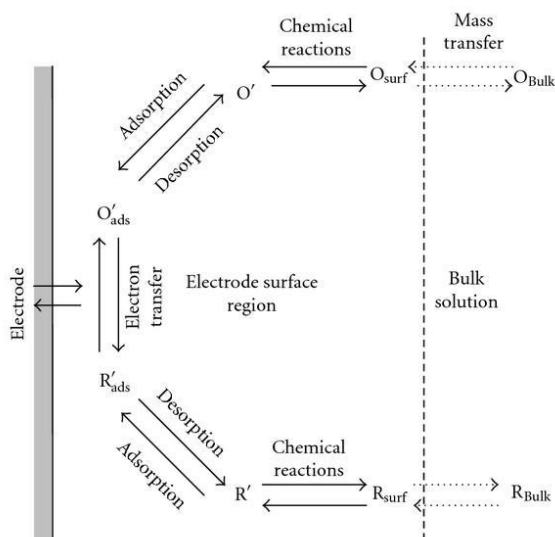 Chemical
reactions
Mass
transfer
O′
O_surf
O_Bulk
Adsorption
Desorption
O′_ads
Electrode
Electron
transfer
Electrode surface
region
Bulk
solution
R′_ads
Desorption
Adsorption
Chemical
reactions
R′
R_surf
R_Bulk